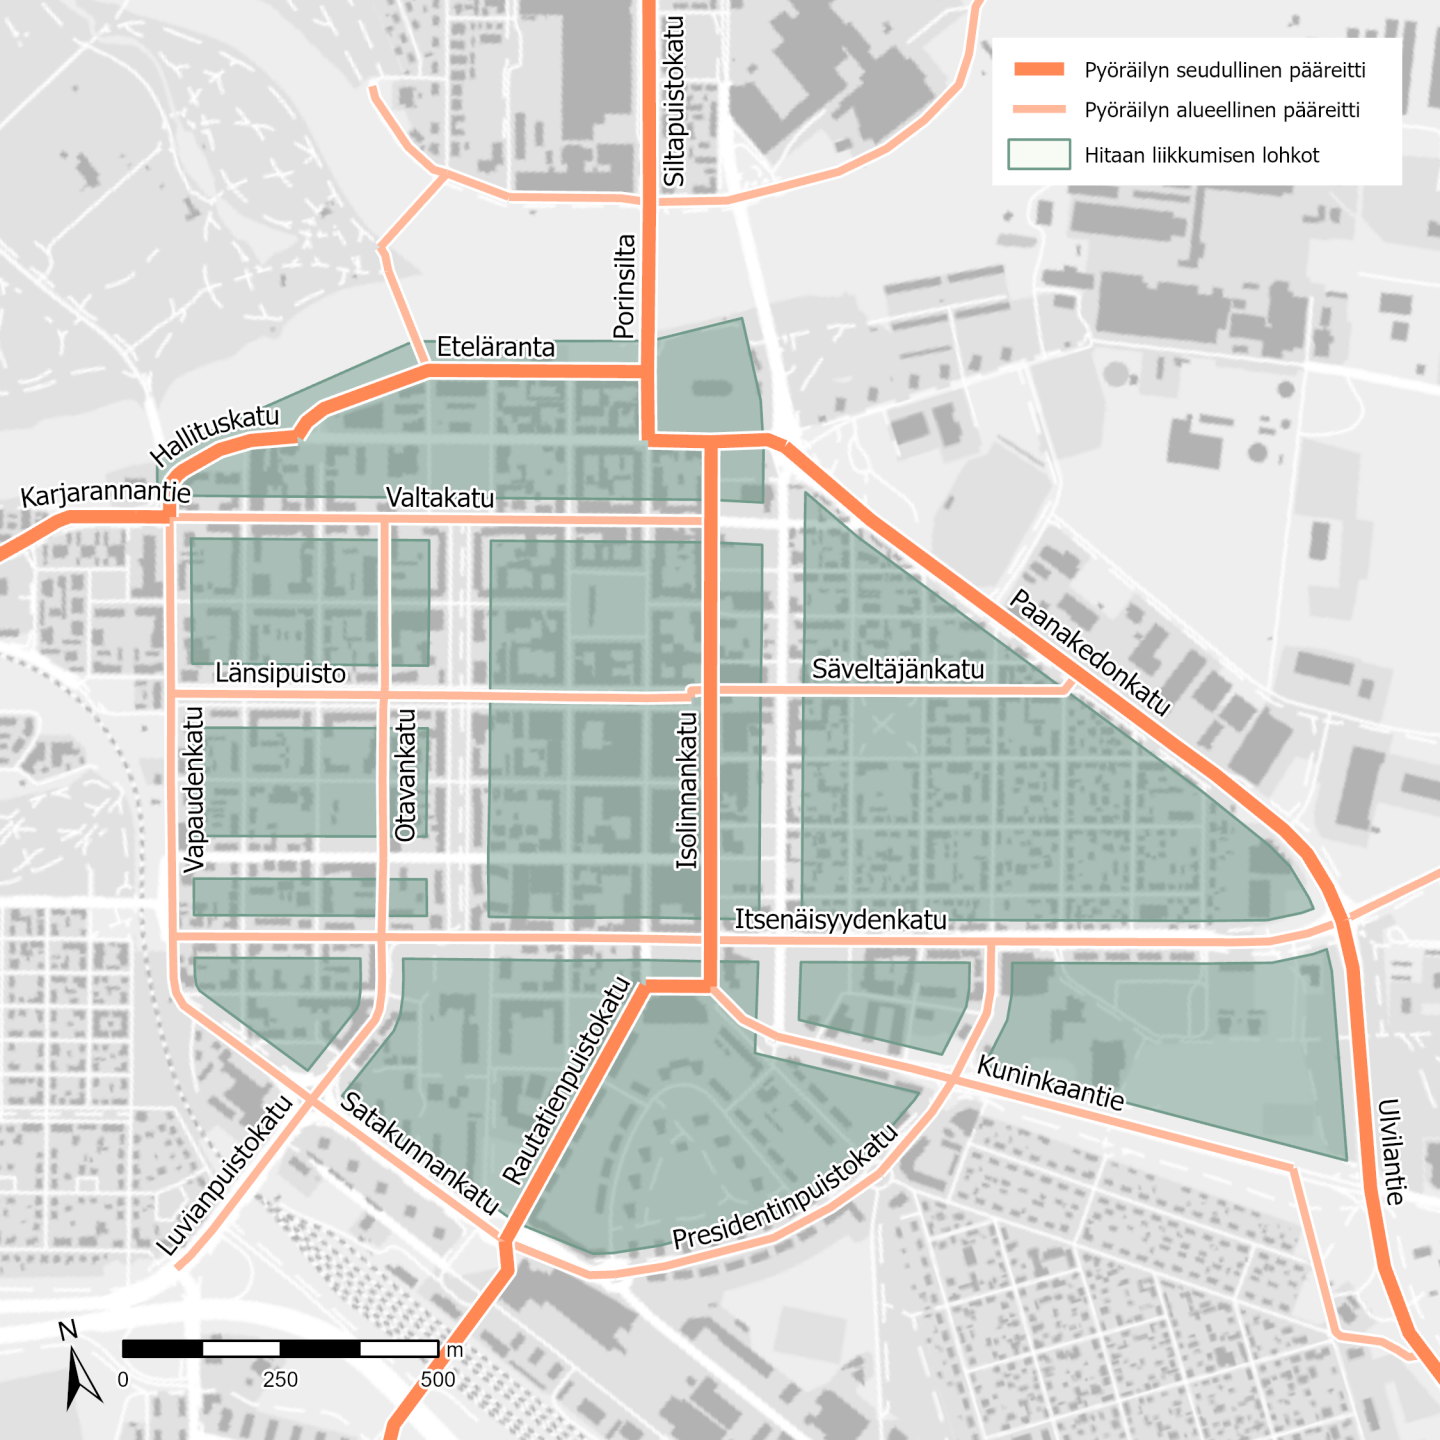 Siltapuistokatu
Pyöräilyn seudullinen pääreitti
Pyöräilyn alueellinen pääreitti
Hitaan liikkumisen lohkot
Porinsilta
Eteläranta
Hallituskatu
Karjarannantie
Valtakatu
Paanakedonkatu
Länsipuisto
Säveltäjänkatu
Vapaudenkatu
Otavankatu
Isolinnankatu
Itsenäisyydenkatu
Rautatienpuistokatu
Kuninkaantie
Satakunnankatu
Luvianpuistokatu
Presidentinpuistokatu
Ulvilantie
N
m
0 250 500